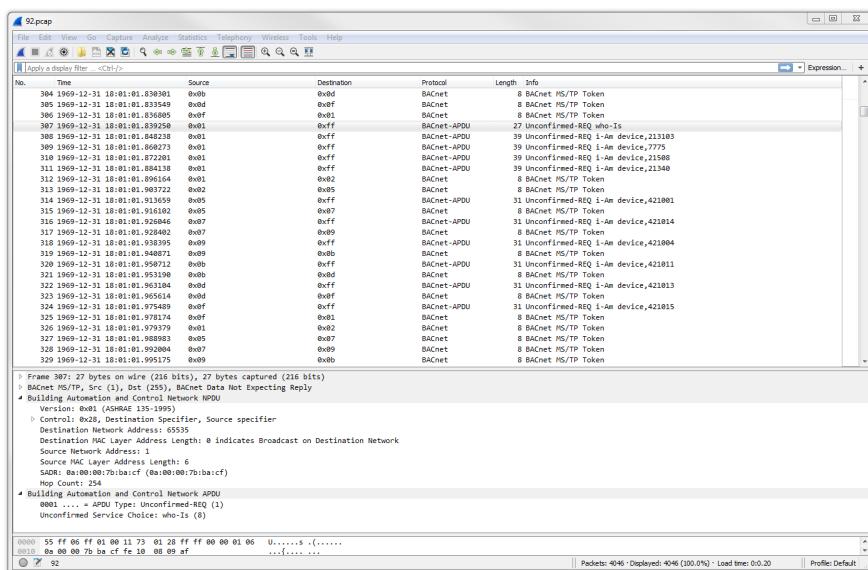 92.pcap
File Edit View Go Capture Analyze Statistics Telephony Wireless Tools Help
Apply a display filter ... <Ctrl-/> Expression... +
No. Time Source Destination Protocol Length Info
304 1969-12-31 18:01:01.830301 0x0b 0x0d BACnet 8 BACnet MS/TP Token
305 1969-12-31 18:01:01.833549 0x0d 0x0f BACnet 8 BACnet MS/TP Token
306 1969-12-31 18:01:01.836805 0x0f 0x01 BACnet 8 BACnet MS/TP Token
307 1969-12-31 18:01:01.839250 0x01 0xff BACnet-APDU 27 Unconfirmed-REQ who-Is
308 1969-12-31 18:01:01.848238 0x01 0xff BACnet-APDU 39 Unconfirmed-REQ i-Am device,213103
309 1969-12-31 18:01:01.860273 0x01 0xff BACnet-APDU 39 Unconfirmed-REQ i-Am device,7775
310 1969-12-31 18:01:01.872201 0x01 0xff BACnet-APDU 39 Unconfirmed-REQ i-Am device,21508
311 1969-12-31 18:01:01.884138 0x01 0xff BACnet-APDU 39 Unconfirmed-REQ i-Am device,21340
312 1969-12-31 18:01:01.896164 0x01 0x02 BACnet 8 BACnet MS/TP Token
313 1969-12-31 18:01:01.903722 0x02 0x05 BACnet 8 BACnet MS/TP Token
314 1969-12-31 18:01:01.913659 0x05 0xff BACnet-APDU 31 Unconfirmed-REQ i-Am device,421001
315 1969-12-31 18:01:01.916102 0x05 0x07 BACnet 8 BACnet MS/TP Token
316 1969-12-31 18:01:01.926046 0x07 0xff BACnet-APDU 31 Unconfirmed-REQ i-Am device,421014
317 1969-12-31 18:01:01.928402 0x07 0x09 BACnet 8 BACnet MS/TP Token
318 1969-12-31 18:01:01.938395 0x09 0xff BACnet-APDU 31 Unconfirmed-REQ i-Am device,421004
319 1969-12-31 18:01:01.940871 0x09 0x0b BACnet 8 BACnet MS/TP Token
320 1969-12-31 18:01:01.950712 0x0b 0xff BACnet-APDU 31 Unconfirmed-REQ i-Am device,421011
321 1969-12-31 18:01:01.953190 0x0b 0x0d BACnet 8 BACnet MS/TP Token
322 1969-12-31 18:01:01.963104 0x0d 0xff BACnet-APDU 31 Unconfirmed-REQ i-Am device,421013
323 1969-12-31 18:01:01.965614 0x0d 0x0f BACnet 8 BACnet MS/TP Token
324 1969-12-31 18:01:01.975489 0x0f 0xff BACnet-APDU 31 Unconfirmed-REQ i-Am device,421015
325 1969-12-31 18:01:01.978174 0x0f 0x01 BACnet 8 BACnet MS/TP Token
326 1969-12-31 18:01:01.979379 0x01 0x02 BACnet 8 BACnet MS/TP Token
327 1969-12-31 18:01:01.988983 0x05 0x07 BACnet 8 BACnet MS/TP Token
328 1969-12-31 18:01:01.992004 0x07 0x09 BACnet 8 BACnet MS/TP Token
329 1969-12-31 18:01:01.995175 0x09 0x0b BACnet 8 BACnet MS/TP Token
Frame 307: 27 bytes on wire (216 bits), 27 bytes captured (216 bits)
BACnet MS/TP, Src (1), Dst (255), BACnet Data Not Expecting Reply
Building Automation and Control Network NPDU
Version: 0x01 (ASHRAE 135-1995)
Control: 0x28, Destination Specifier, Source specifier
Destination Network Address: 65535
Destination MAC Layer Address Length: 0 indicates Broadcast on Destination Network
Source Network Address: 1
Source MAC Layer Address Length: 6
SADR: 0a:00:00:7b:ba:cf (0a:00:00:7b:ba:cf)
Hop Count: 254
Building Automation and Control Network APDU
0001 .... = APDU Type: Unconfirmed-REQ (1)
Unconfirmed Service Choice: who-Is (8)
0000 55 ff 06 ff 01 00 11 73 01 28 ff ff 00 00 01 06 U......s .(......
0010 0a 00 00 7b ba cf fe 10 08 09 af ...{.... ...
92 Packets: 4046 · Displayed: 4046 (100.0%) · Load time: 0:0.20 Profile: Default